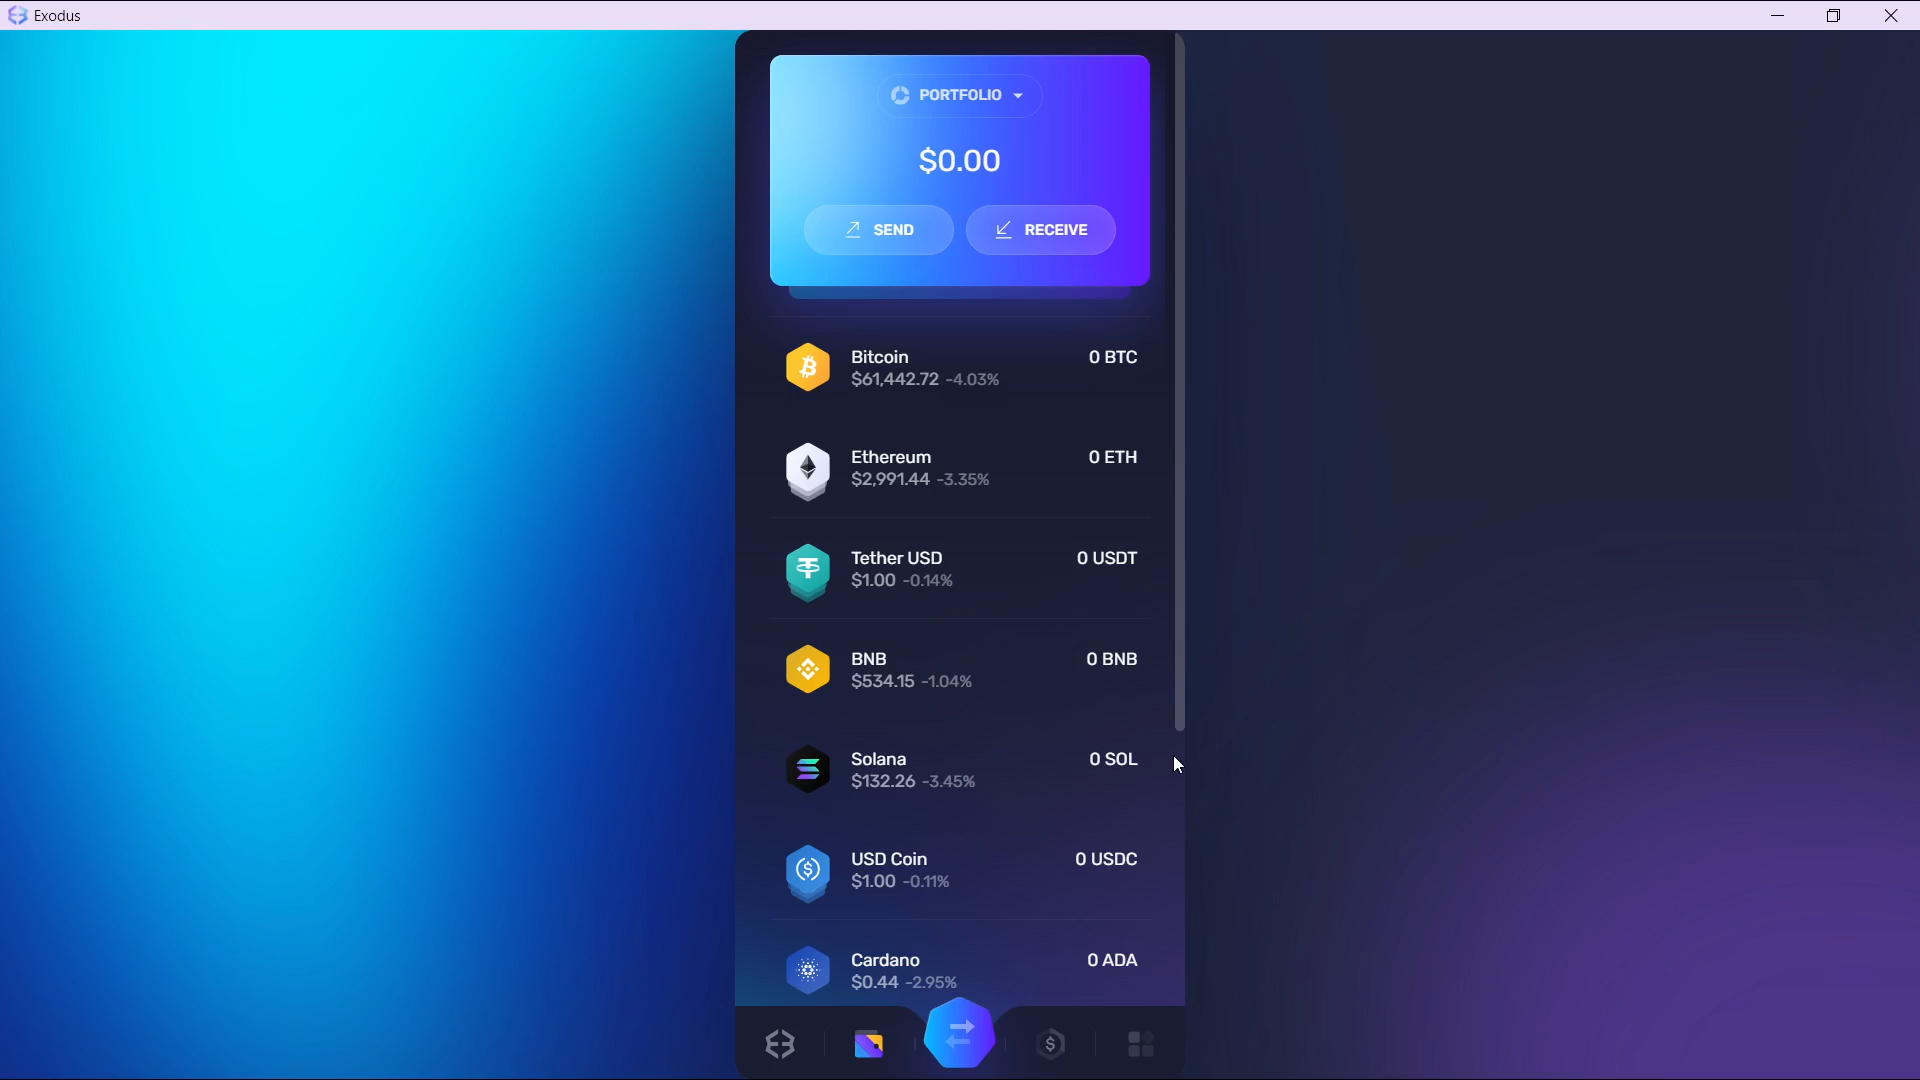 Exodus
PORTFOLIO
$0.00
SEND
RECEIVE
Bitcoin
0 BTC
$61,442.72 -4.03%
Ethereum
0 ETH
$2,991.44 -3.35%
Tether USD
0 USDT
$1.00 -0.14%
BNB
0 BNB
$534.15 -1.04%
Solana
0 SOL
$132.26 -3.45%
USD Coin
0 USDC
$1.00 -0.11%
Cardano
0 ADA
$0.44 -2.95%